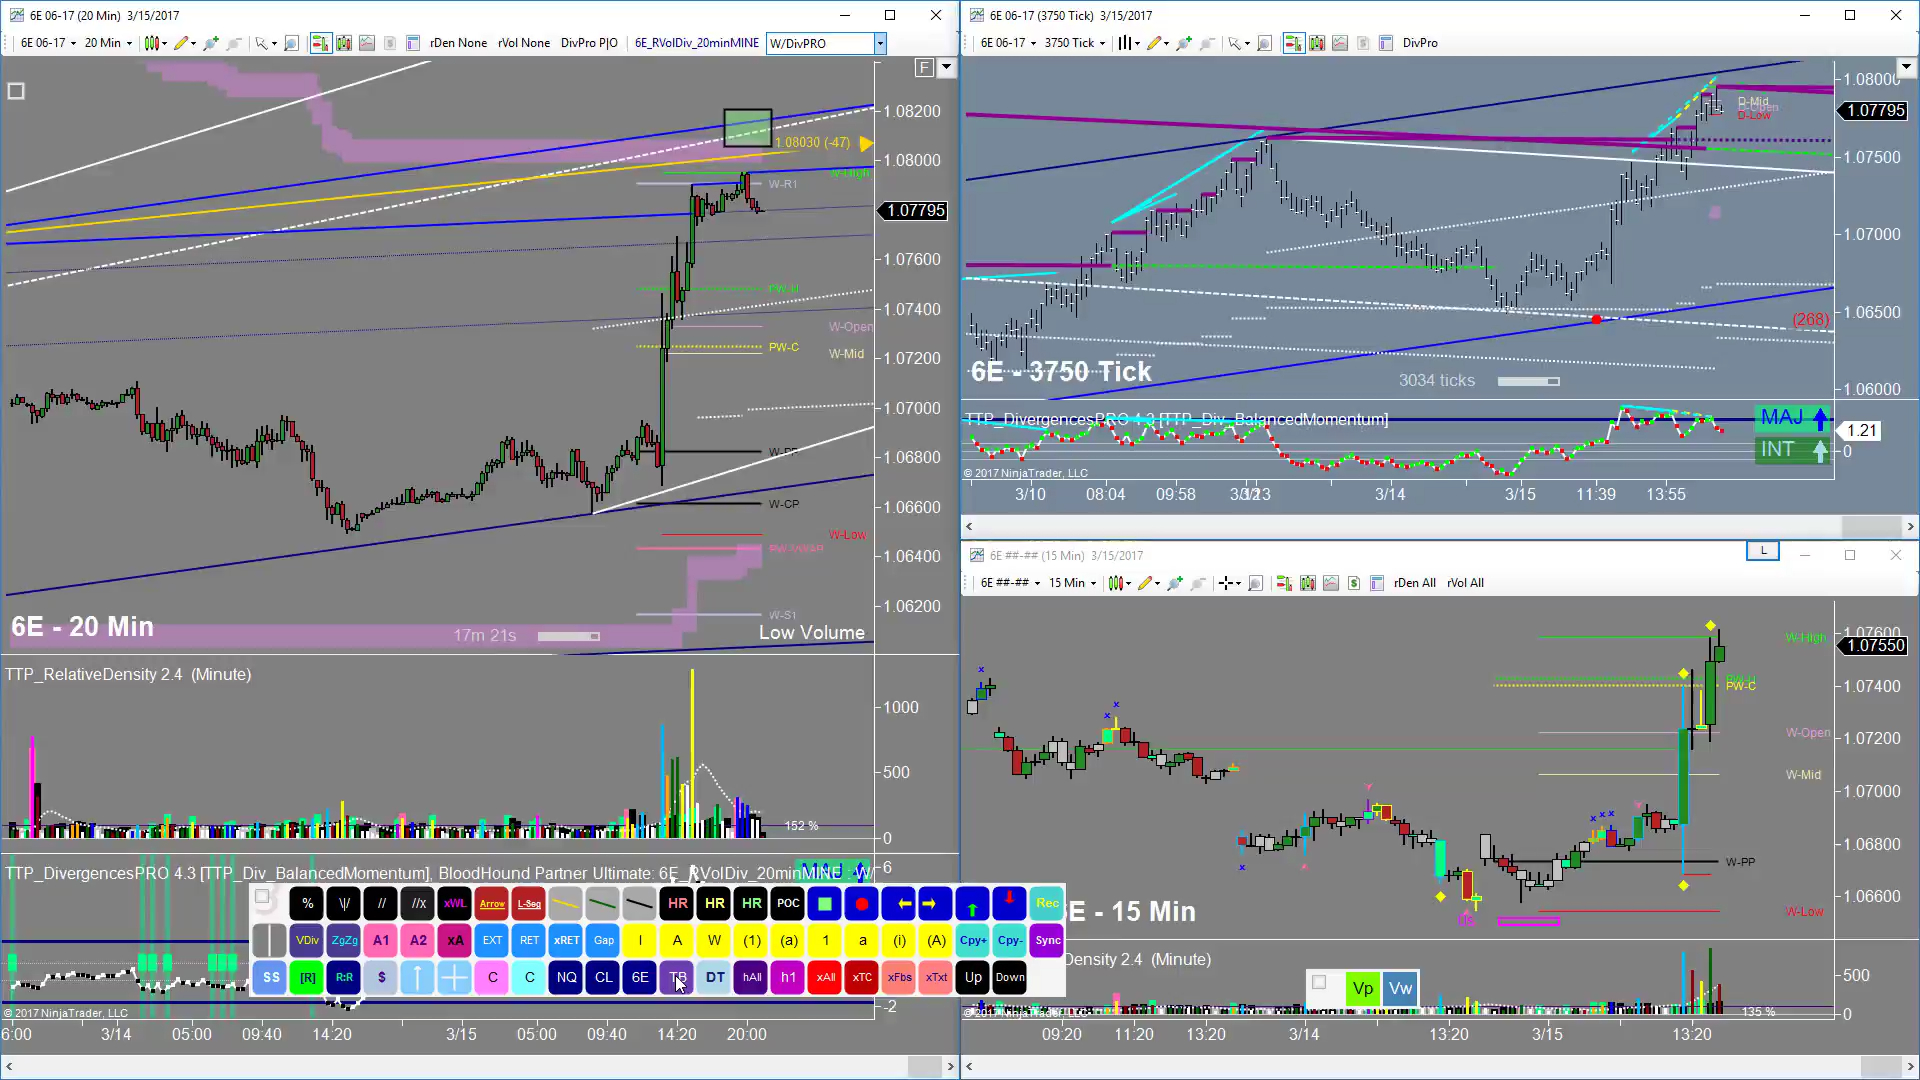 6E 06-17 (20 Min)  3/15/2017
6E 06-17
20 Min
rDen None
rVol None
DivPro P|O
6E_RVolDiv_20minMINE
W/DivPRO
F
1.08200
1.08030 (-47)
1.08000
W-High
W-R1
1.07795
1.07600
PW-H
1.07400
W-Open
PW-C
W-Mid
1.07200
1.07000
W-PP
1.06800
W-CP
1.06600
W-Low
PW-VWAP
1.06400
W-S1
1.06200
6E - 20 Min
17m 21s
Low Volume
TTP_RelativeDensity 2.4  (Minute)
1000
500
152 %
0
TTP_DivergencesPRO 4.3 [TTP_Div_BalancedMomentum], BloodHound Partner Ultimate: 6E_RVolDiv_20minMINE : W/
MAJ
6
-2
© 2017 NinjaTrader, LLC
6:00
3/14
05:00
09:40
14:20
3/15
05:00
09:40
14:20
20:00
% \|/ // //x xWL Arrow L-Seg HR HR HR POC Rec
VDiv ZgZg A1 A2 xA EXT RET xRET Gap I A W (1) (a) 1 a (i) (A) Cpy+ Cpy- Sync
SS [R] R:R $ C C NQ CL 6E TB DT hAll h1 xAll xTC xFbs xTxt Up Down
6E 06-17 (3750 Tick)  3/15/2017
6E 06-17
3750 Tick
DivPro
1.08000
D-Mid
D-Open
D-Low
1.07795
1.07500
1.07000
1.06500
(268)
1.06000
6E - 3750 Tick
3034 ticks
TTP_DivergencesPRO 4.3 [TTP_Div_BalancedMomentum]
MAJ
INT
1.21
0
© 2017 NinjaTrader, LLC
3/10
08:04
09:58
3/13
3/14
3/15
11:39
13:55
6E ##-## (15 Min)  3/15/2017
L
6E ##-##
15 Min
rDen All
rVol All
1.07600
W-High
1.07550
PW-H
PW-C
1.07400
W-Open
1.07200
W-Mid
1.07000
W-PP
1.06800
1.06600
W-Low
6E - 15 Min
Density 2.4  (Minute)
Vp
Vw
500
135 %
0
© 2017 NinjaTrader, LLC
09:20
11:20
13:20
3/14
13:20
3/15
13:20